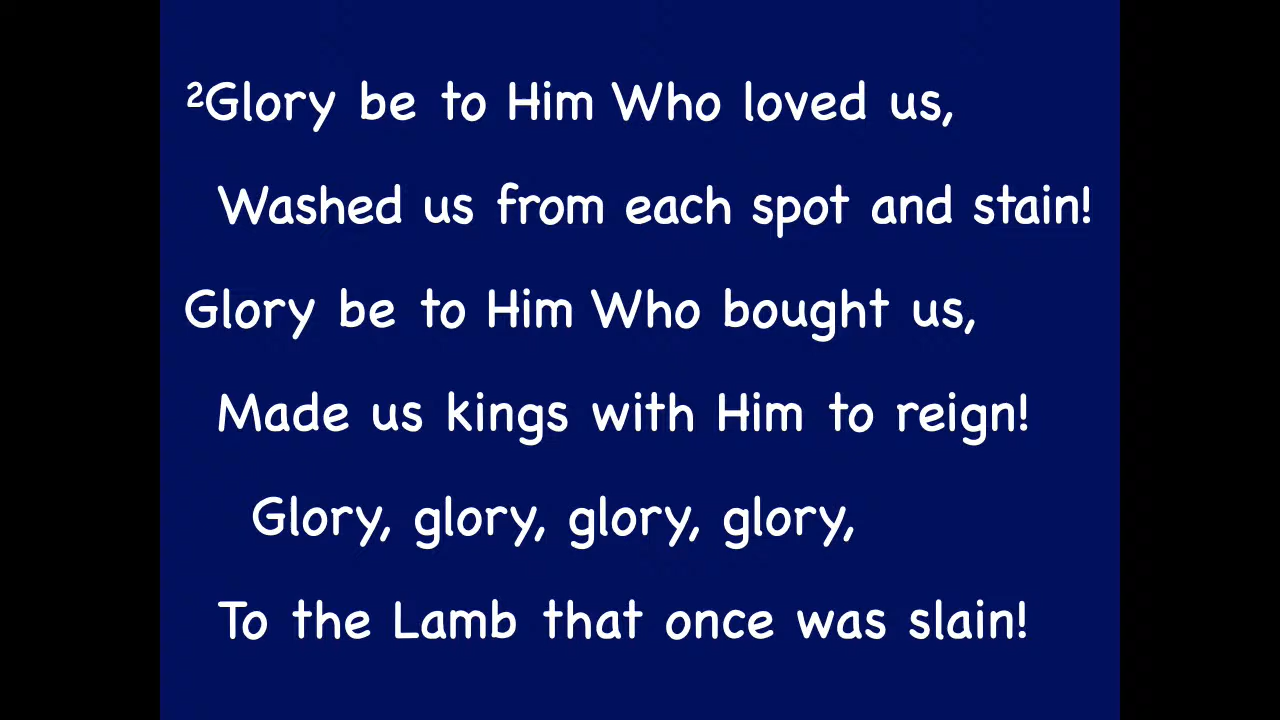 ²Glory be to Him Who loved us,
Washed us from each spot and stain!
Glory be to Him Who bought us,
Made us kings with Him to reign!
Glory, glory, glory, glory,
To the Lamb that once was slain!